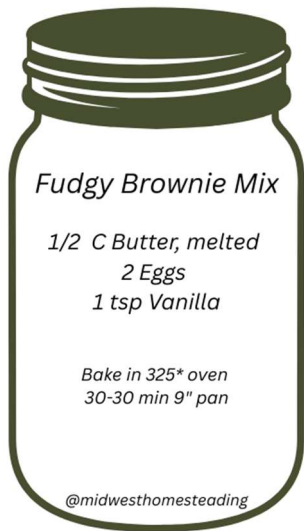 Fudgy Brownie Mix
1/2 C Butter, melted
2 Eggs
1 tsp Vanilla
Bake in 325* oven
30-30 min 9" pan
@midwesthomesteading